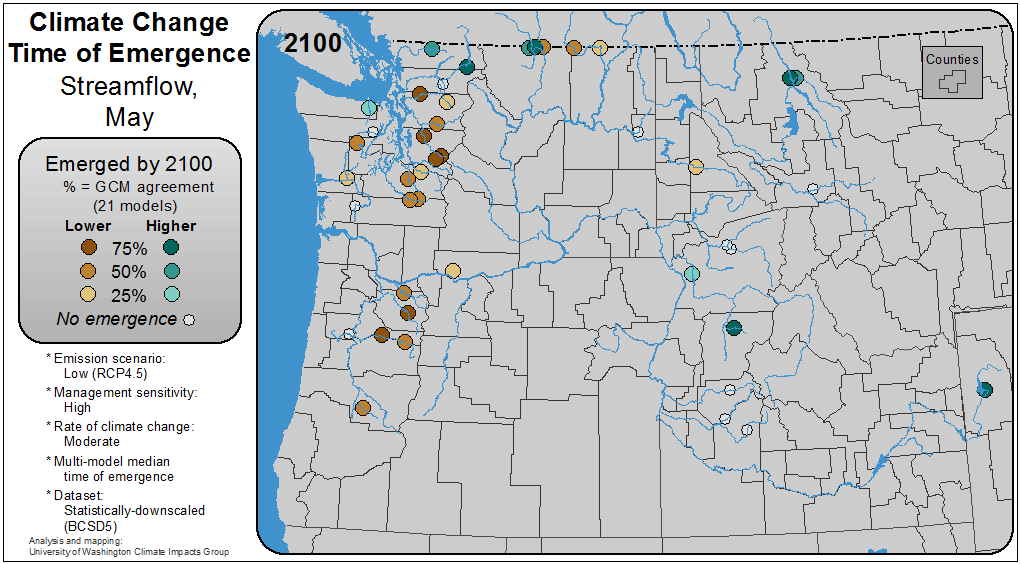 Climate Change
Time of Emergence
Streamflow,
May
Emerged by 2100
% = GCM agreement
(21 models)
Lower Higher
75%
50%
25%
No emergence
* Emission scenario:
Low (RCP4.5)
* Management sensitivity:
High
* Rate of climate change:
Moderate
* Multi-model median
time of emergence
* Dataset:
Statistically-downscaled
(BCSD5)
Analysis and mapping:
University of Washington Climate Impacts Group
2100
Counties